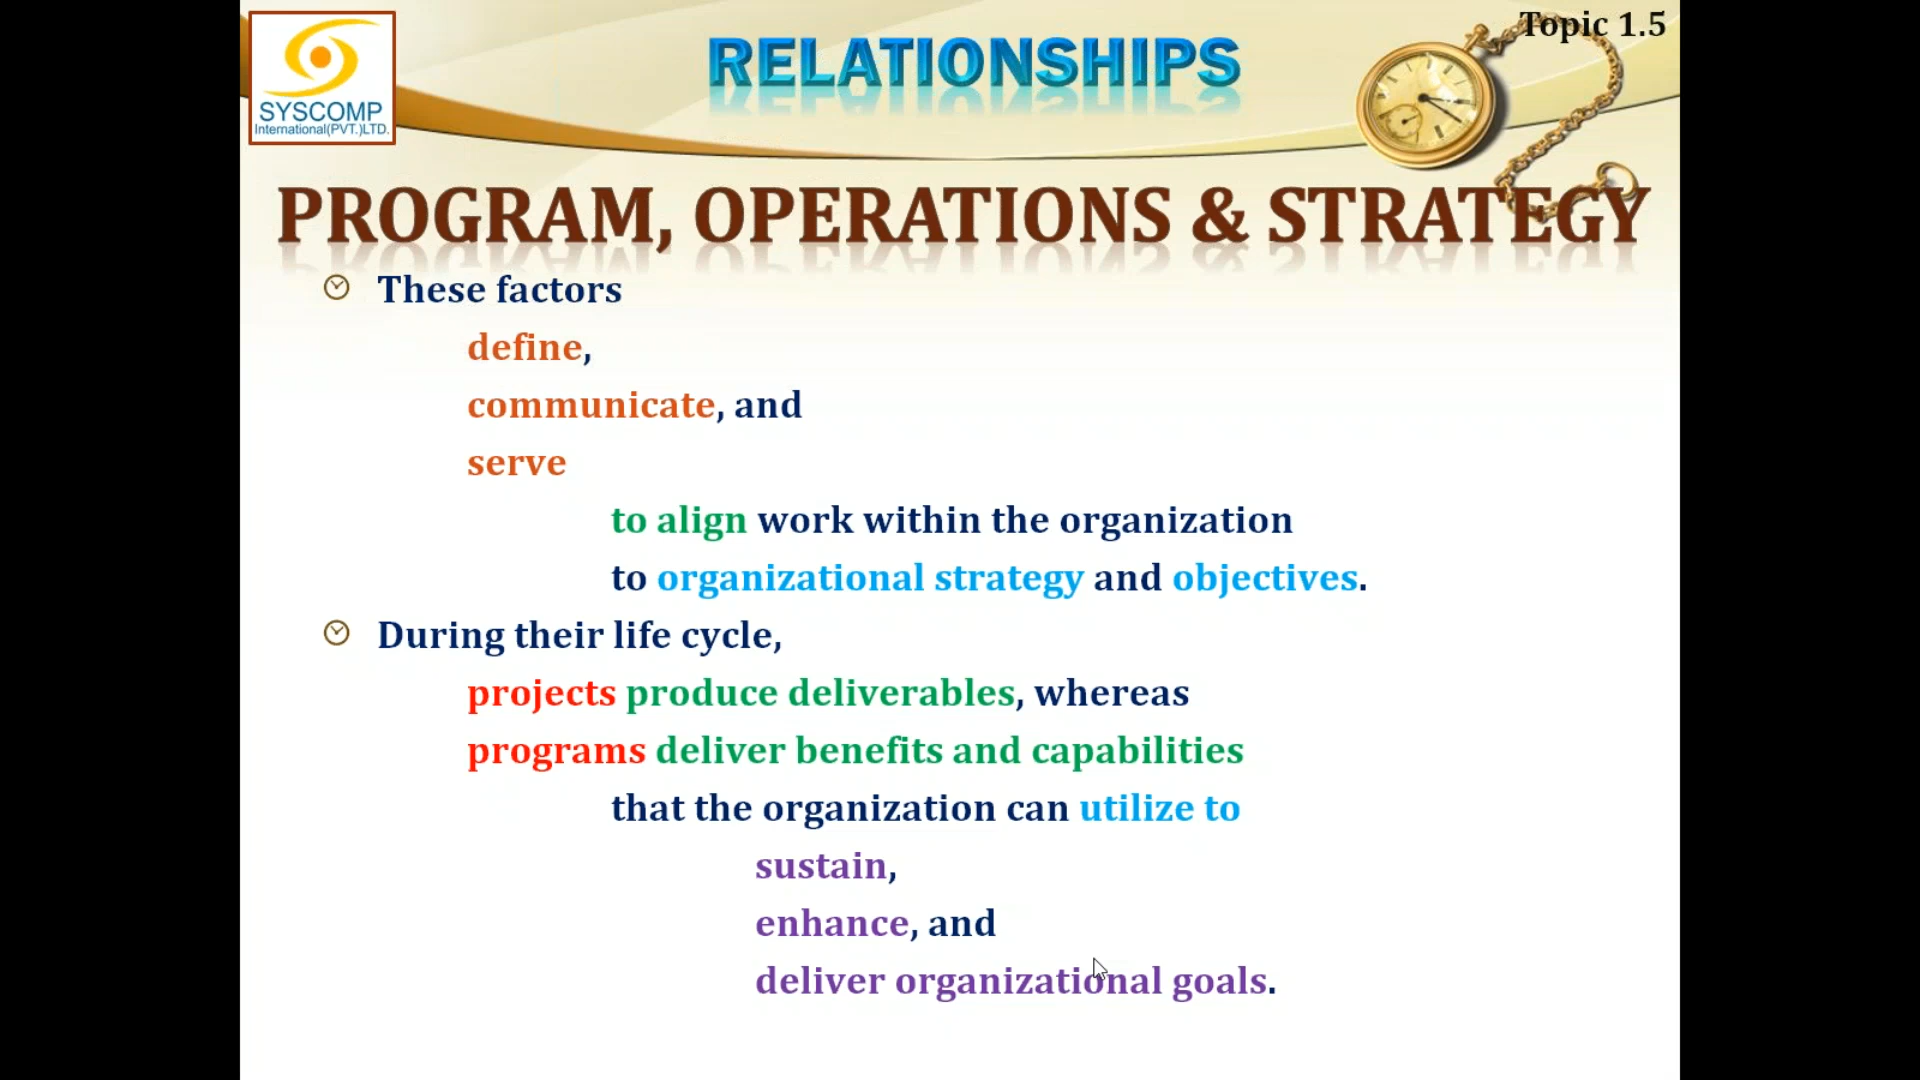 Topic 1.5
SYSCOMP
International(PVT.)LTD.
RELATIONSHIPS
PROGRAM, OPERATIONS & STRATEGY
These factors
define,
communicate, and
serve
to align work within the organization
to organizational strategy and objectives.
During their life cycle,
projects produce deliverables, whereas
programs deliver benefits and capabilities
that the organization can utilize to
sustain,
enhance, and
deliver organizational goals.